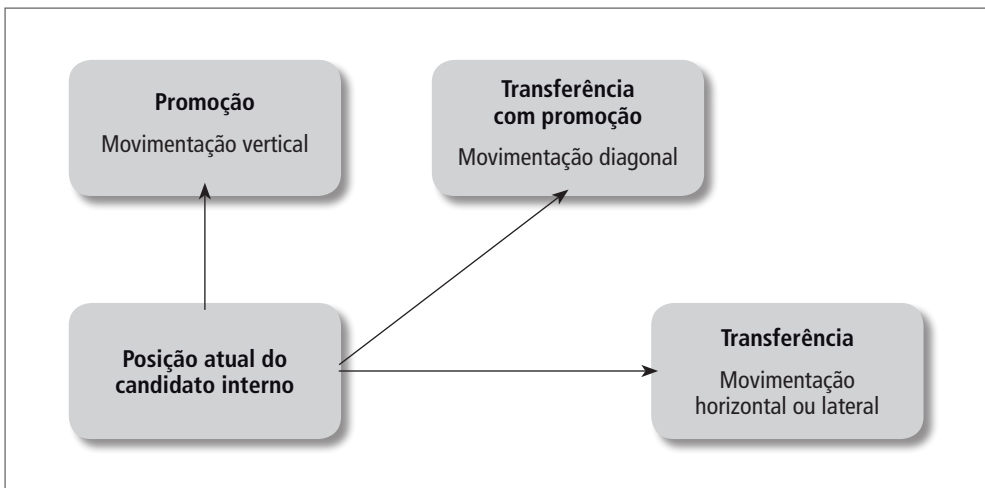 Promoção
Movimentação vertical
Transferência
com promoção
Movimentação diagonal
Posição atual do
candidato interno
Transferência
Movimentação
horizontal ou lateral